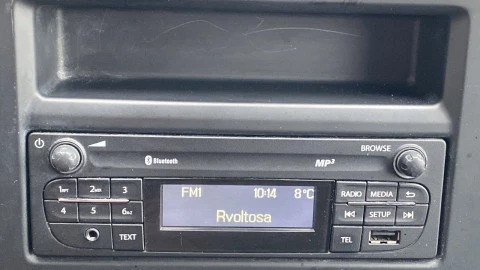 BROWSE
Bluetooth MP3
FM1 10:14 8°C
Rvoltosa
1 2 3
4 5 6
TEXT
RADIO MEDIA
SETUP
TEL